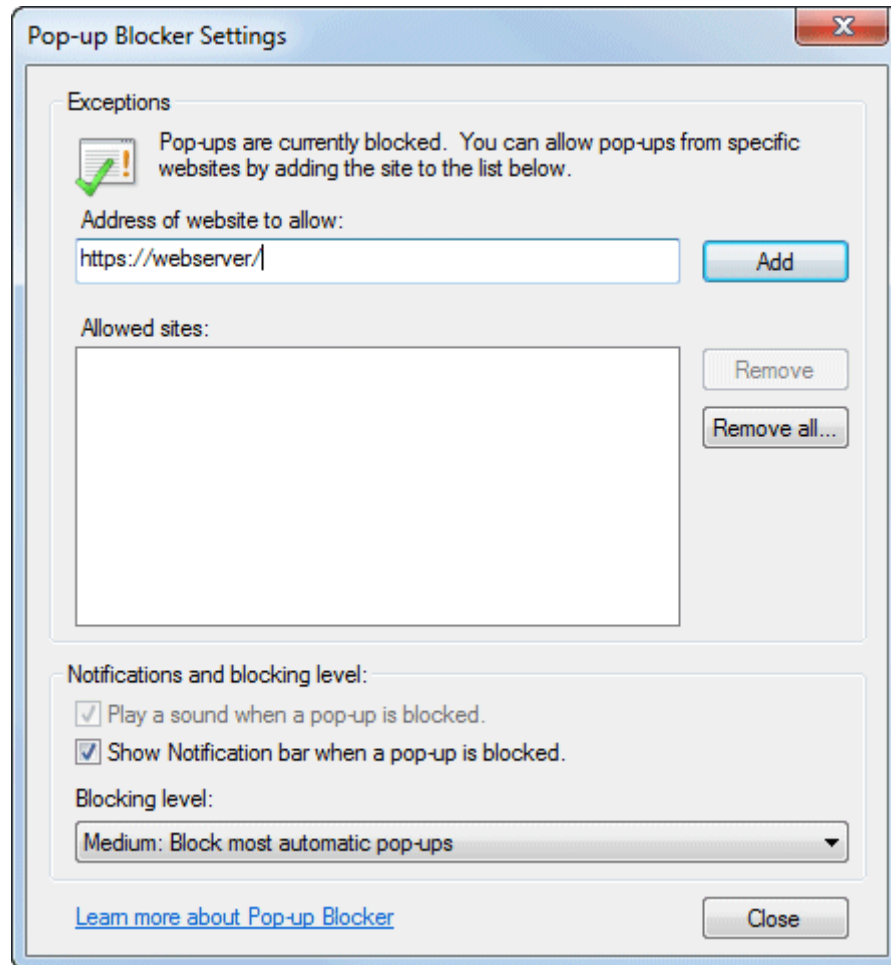 Pop-up Blocker Settings
Exceptions
Pop-ups are currently blocked.  You can allow pop-ups from specific
websites by adding the site to the list below.
Address of website to allow:
https://webserver/
Add
Allowed sites:
Remove
Remove all...
Notifications and blocking level:
Play a sound when a pop-up is blocked.
Show Notification bar when a pop-up is blocked.
Blocking level:
Medium: Block most automatic pop-ups
Learn more about Pop-up Blocker
Close